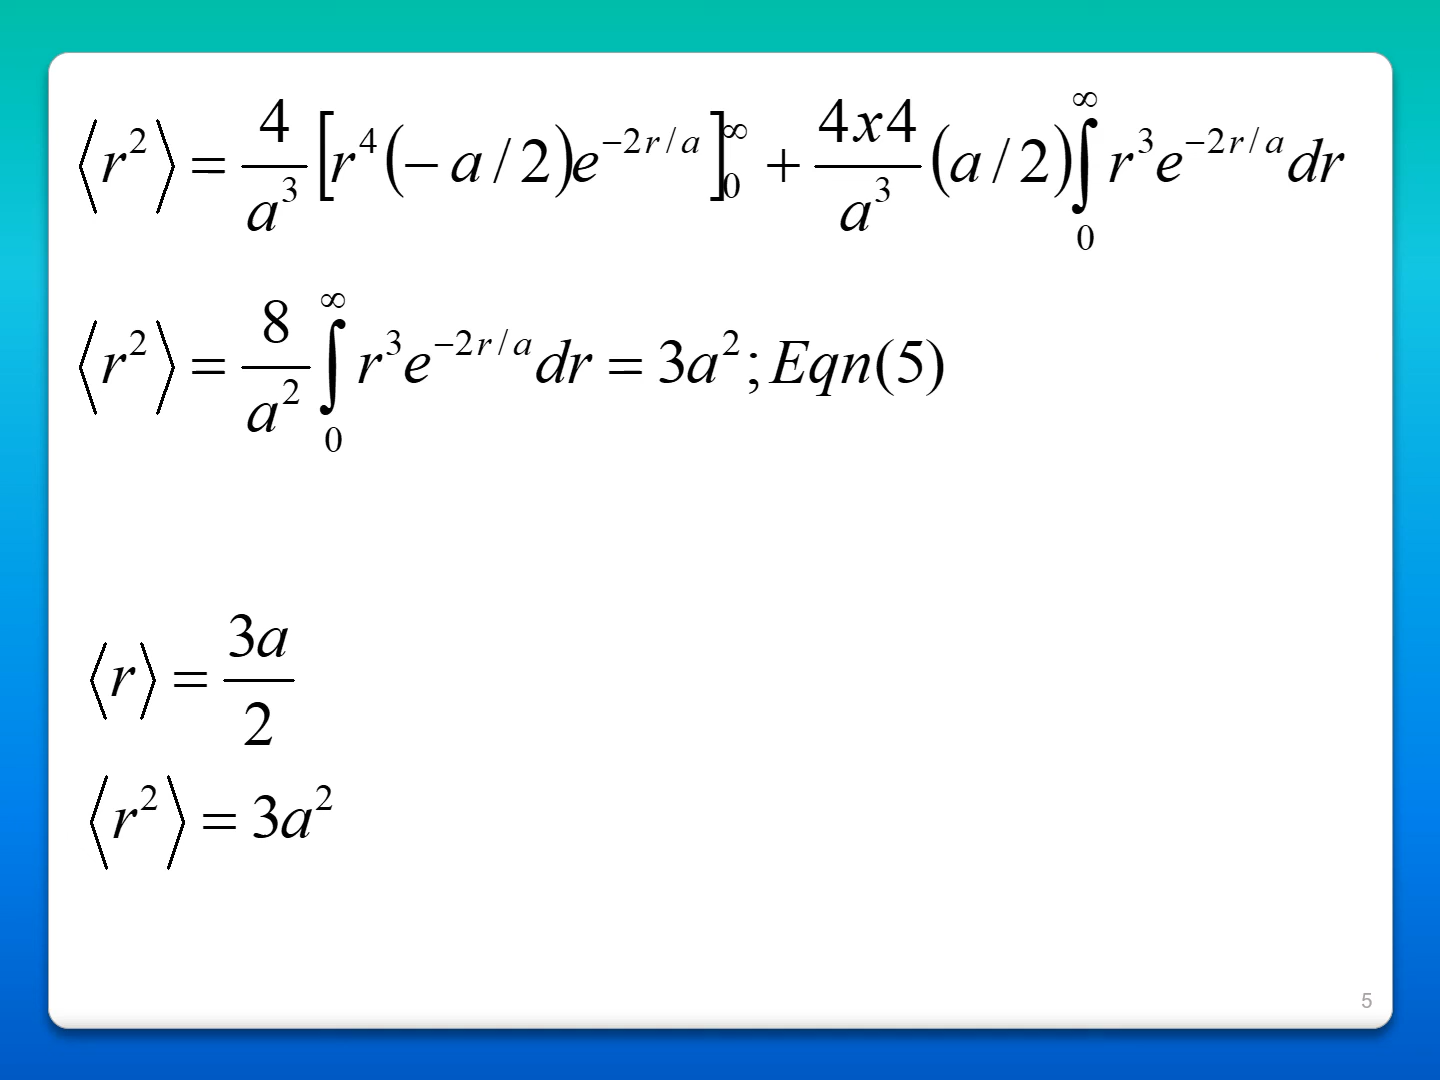 ⟨r²⟩ = 4/a³ [r⁴(−a/2)e^(−2r/a)]₀^∞ + 4x4/a³ (a/2) ∫₀^∞ r³e^(−2r/a)dr
⟨r²⟩ = 8/a² ∫₀^∞ r³e^(−2r/a)dr = 3a²; Eqn(5)
⟨r⟩ = 3a/2
⟨r²⟩ = 3a²
5